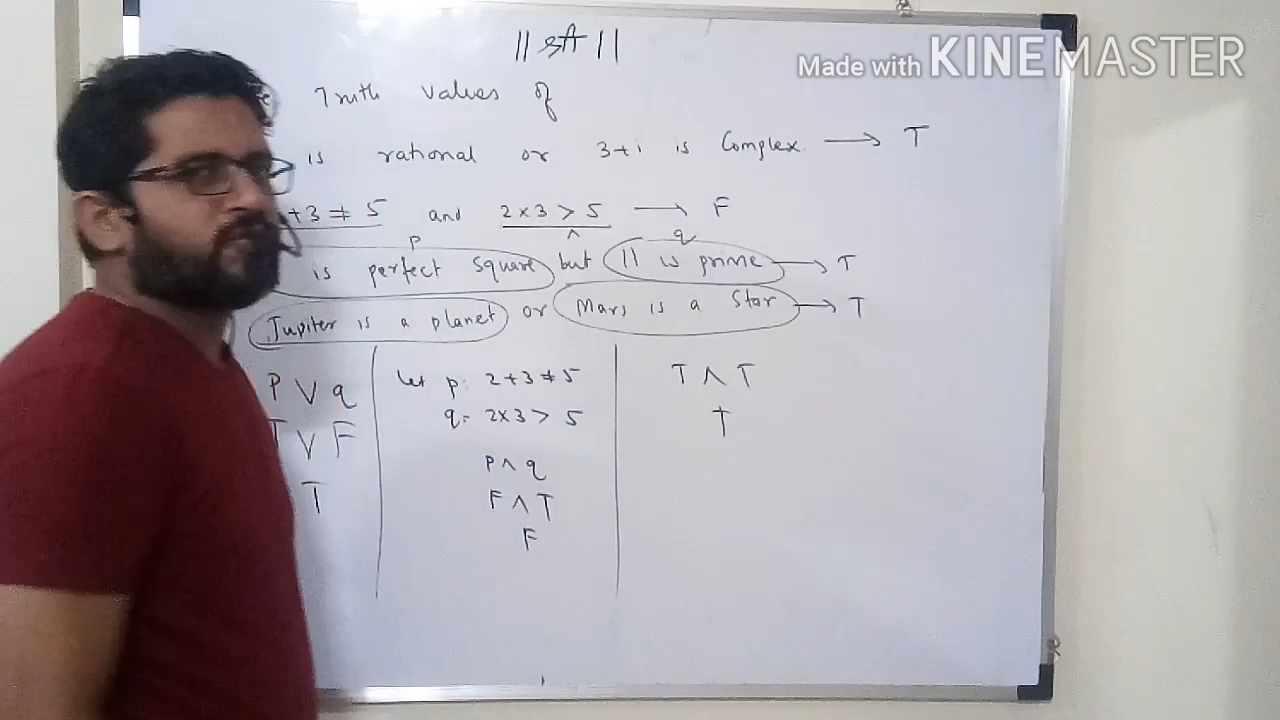 || श्री ||
Made with KINEMASTER
Truth values of
is rational or 3+i is Complex. → T
+3 ≠ 5 and 2×3 > 5 → F
p ∧ q
is perfect square but 11 is prime → T
Jupiter is a planet or Mars is a Star → T
P ∨ q
T ∨ F
T
let p: 2+3≠5
q: 2×3 > 5
P ∧ q
F ∧ T
F
T ∧ T
T